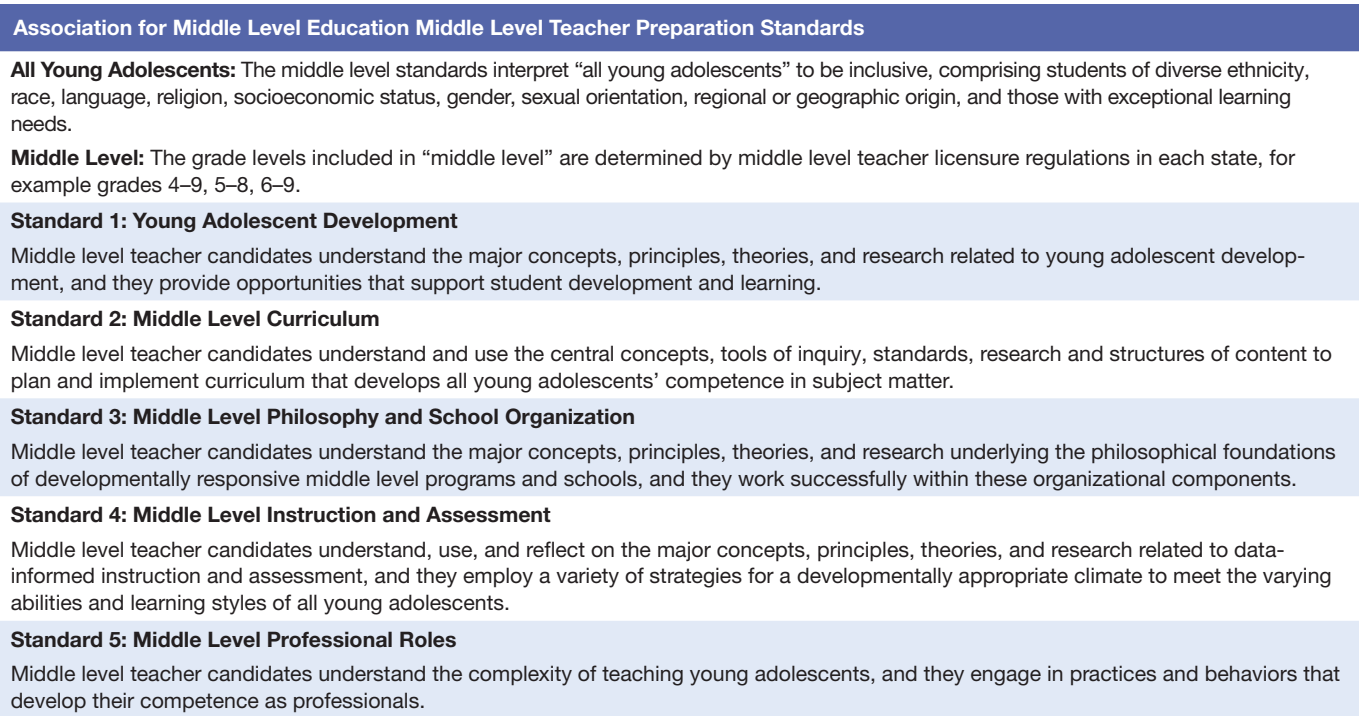 Association for Middle Level Education Middle Level Teacher Preparation Standards
All Young Adolescents: The middle level standards interpret “all young adolescents” to be inclusive, comprising students of diverse ethnicity,
race, language, religion, socioeconomic status, gender, sexual orientation, regional or geographic origin, and those with exceptional learning
needs.
Middle Level: The grade levels included in “middle level” are determined by middle level teacher licensure regulations in each state, for
example grades 4–9, 5–8, 6–9.
Standard 1: Young Adolescent Development
Middle level teacher candidates understand the major concepts, principles, theories, and research related to young adolescent develop-
ment, and they provide opportunities that support student development and learning.
Standard 2: Middle Level Curriculum
Middle level teacher candidates understand and use the central concepts, tools of inquiry, standards, research and structures of content to
plan and implement curriculum that develops all young adolescents’ competence in subject matter.
Standard 3: Middle Level Philosophy and School Organization
Middle level teacher candidates understand the major concepts, principles, theories, and research underlying the philosophical foundations
of developmentally responsive middle level programs and schools, and they work successfully within these organizational components.
Standard 4: Middle Level Instruction and Assessment
Middle level teacher candidates understand, use, and reflect on the major concepts, principles, theories, and research related to data-
informed instruction and assessment, and they employ a variety of strategies for a developmentally appropriate climate to meet the varying
abilities and learning styles of all young adolescents.
Standard 5: Middle Level Professional Roles
Middle level teacher candidates understand the complexity of teaching young adolescents, and they engage in practices and behaviors that
develop their competence as professionals.